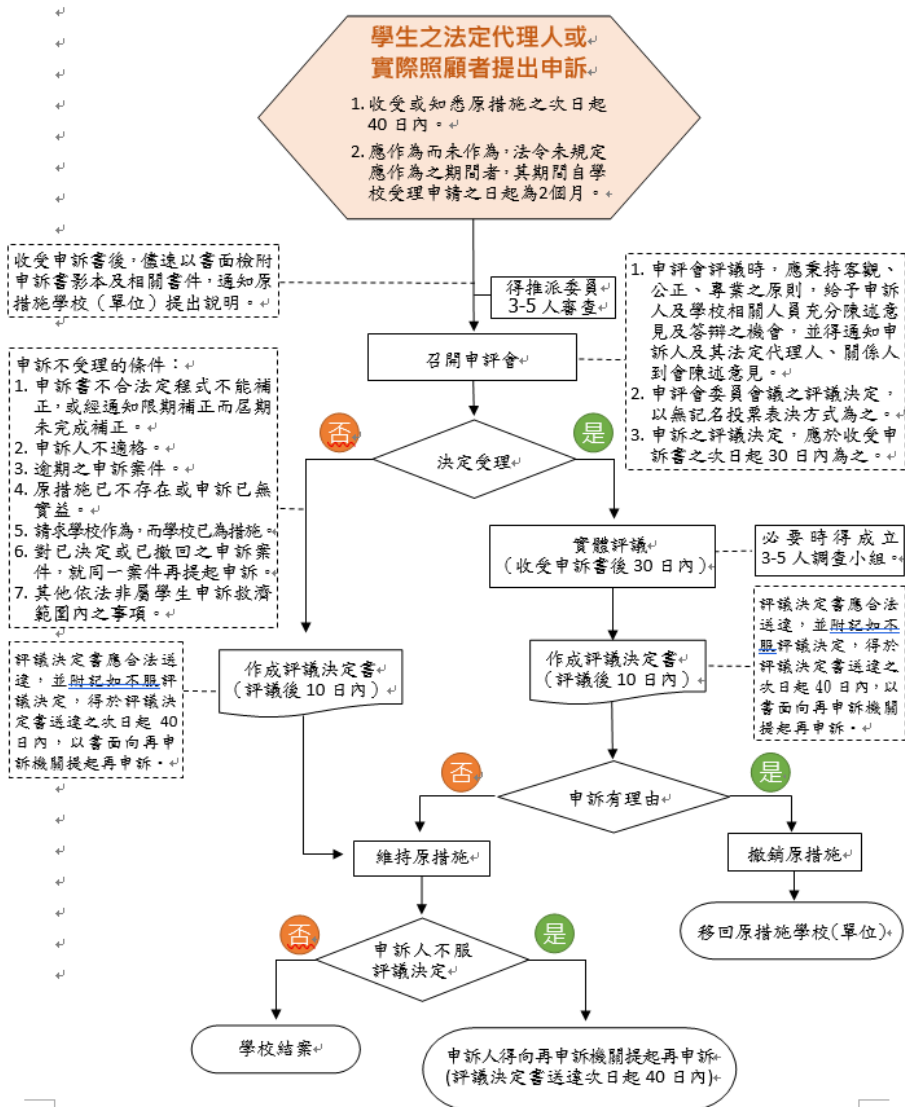 學生之法定代理人或
實際照顧者提出申訴
1. 收受或知悉原措施之次日起
40 日內。
2. 應作為而未作為，法令未規定
應作為之期間者，其期間自學
校受理申請之日起為2個月。
收受申訴書後，儘速以書面檢附
申訴書影本及相關書件，通知原
措施學校（單位）提出說明。
得推派委員
3-5 人審查
1. 申評會評議時，應秉持客觀、
公正、專業之原則，給予申訴
人及學校相關人員充分陳述意
見及答辯之機會，並得通知申
訴人及其法定代理人、關係人
到會陳述意見。
2. 申評會委員會議之評議決定，
以無記名投票表決方式為之。
3. 申訴之評議決定，應於收受申
訴書之次日起 30 日內為之。
召開申評會
申訴不受理的條件：
1. 申訴書不合法定程式不能補
正，或經通知限期補正而屆期
未完成補正。
2. 申訴人不適格。
3. 逾期之申訴案件。
4. 原措施已不存在或申訴已無
實益。
5. 請求學校作為，而學校已為措施。
6. 對已決定或已撤回之申訴案
件，就同一案件再提起申訴。
7. 其他依法非屬學生申訴救濟
範圍內之事項。
否
是
決定受理
實體評議
（收受申訴書後 30 日內）
必要時得成立
3-5 人調查小組。
評議決定書應合法送
達，並附記如不服評
議決定，得於評議決
定書送達之次日起 40
日內，以書面向再申
訴機關提起再申訴。
作成評議決定書
（評議後 10 日內）
作成評議決定書
（評議後 10 日內）
評議決定書應合法
送達，並附記如不
服評議決定，得於
評議決定書送達之
次日起 40 日內，以
書面向再申訴機關
提起再申訴。
否
是
申訴有理由
維持原措施
撤銷原措施
移回原措施學校(單位)
否
是
申訴人不服
評議決定
學校結案
申訴人得向再申訴機關提起再申訴
(評議決定書送達次日起 40 日內)